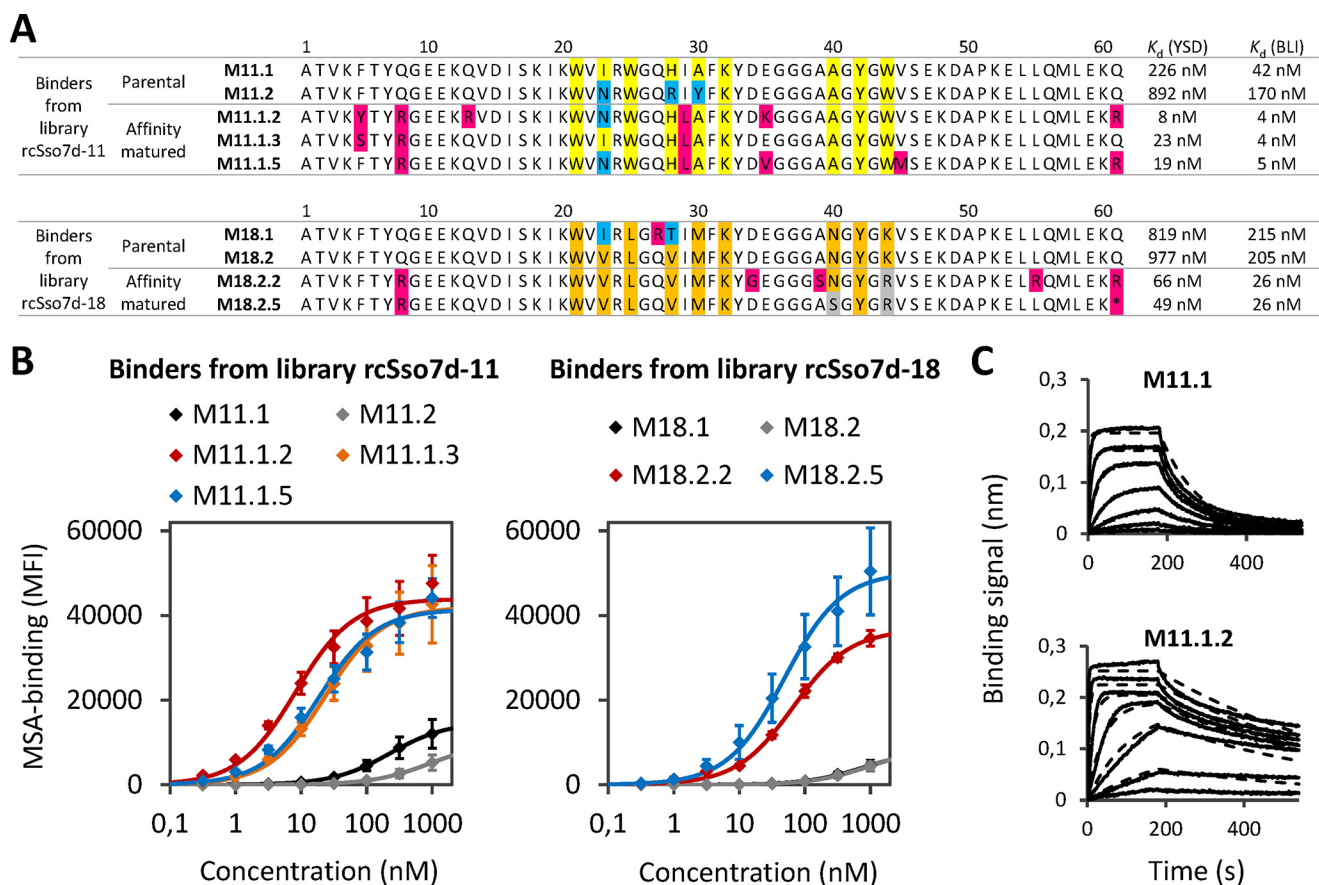 A
1 10 20 30 40 50 60 Kd (YSD) Kd (BLI)
Binders from library rcSso7d-11
Parental
M11.1 A T V K F T Y Q G E E K Q V D I S K I K W V I R W G Q H I A F K Y D E G G G A A G Y G W V S E K D A P K E L L Q M L E K Q 226 nM 42 nM
M11.2 A T V K F T Y Q G E E K Q V D I S K I K W V N R W G Q R I Y F K Y D E G G G A A G Y G W V S E K D A P K E L L Q M L E K Q 892 nM 170 nM
Affinity matured
M11.1.2 A T V K Y T Y R G E E K R V D I S K I K W V N R W G Q H L A F K Y D K G G G A A G Y G W V S E K D A P K E L L Q M L E K R 8 nM 4 nM
M11.1.3 A T V K S T Y R G E E K Q V D I S K I K W V I R W G Q H L A F K Y D E G G G A A G Y G W V S E K D A P K E L L Q M L E K Q 23 nM 4 nM
M11.1.5 A T V K F T Y R G E E K Q V D I S K I K W V N R W G Q H L A F K Y D V G G G A A G Y G W M S E K D A P K E L L Q M L E K R 19 nM 5 nM
1 10 20 30 40 50 60
Binders from library rcSso7d-18
Parental
M18.1 A T V K F T Y Q G E E K Q V D I S K I K W V I R L G R T I M F K Y D E G G G A N G Y G K V S E K D A P K E L L Q M L E K Q 819 nM 215 nM
M18.2 A T V K F T Y Q G E E K Q V D I S K I K W V V R L G Q V I M F K Y D E G G G A N G Y G K V S E K D A P K E L L Q M L E K Q 977 nM 205 nM
Affinity matured
M18.2.2 A T V K F T Y R G E E K Q V D I S K I K W V V R L G Q V I M F K Y G E G G G S N G Y G R V S E K D A P K E L R Q M L E K R 66 nM 26 nM
M18.2.5 A T V K F T Y R G E E K Q V D I S K I K W V V R L G Q V I M F K Y D E G G G A S G Y G R V S E K D A P K E L L Q M L E K * 49 nM 26 nM
B
Binders from library rcSso7d-11
M11.1 M11.2
M11.1.2 M11.1.3
M11.1.5
MSA-binding (MFI)
60000
40000
20000
0
0,1 1 10 100 1000
Concentration (nM)
Binders from library rcSso7d-18
M18.1 M18.2
M18.2.2 M18.2.5
60000
40000
20000
0
0,1 1 10 100 1000
Concentration (nM)
C
Binding signal (nm)
M11.1
0,3
0,2
0,1
0
0 200 400
M11.1.2
0,3
0,2
0,1
0
0 200 400
Time (s)